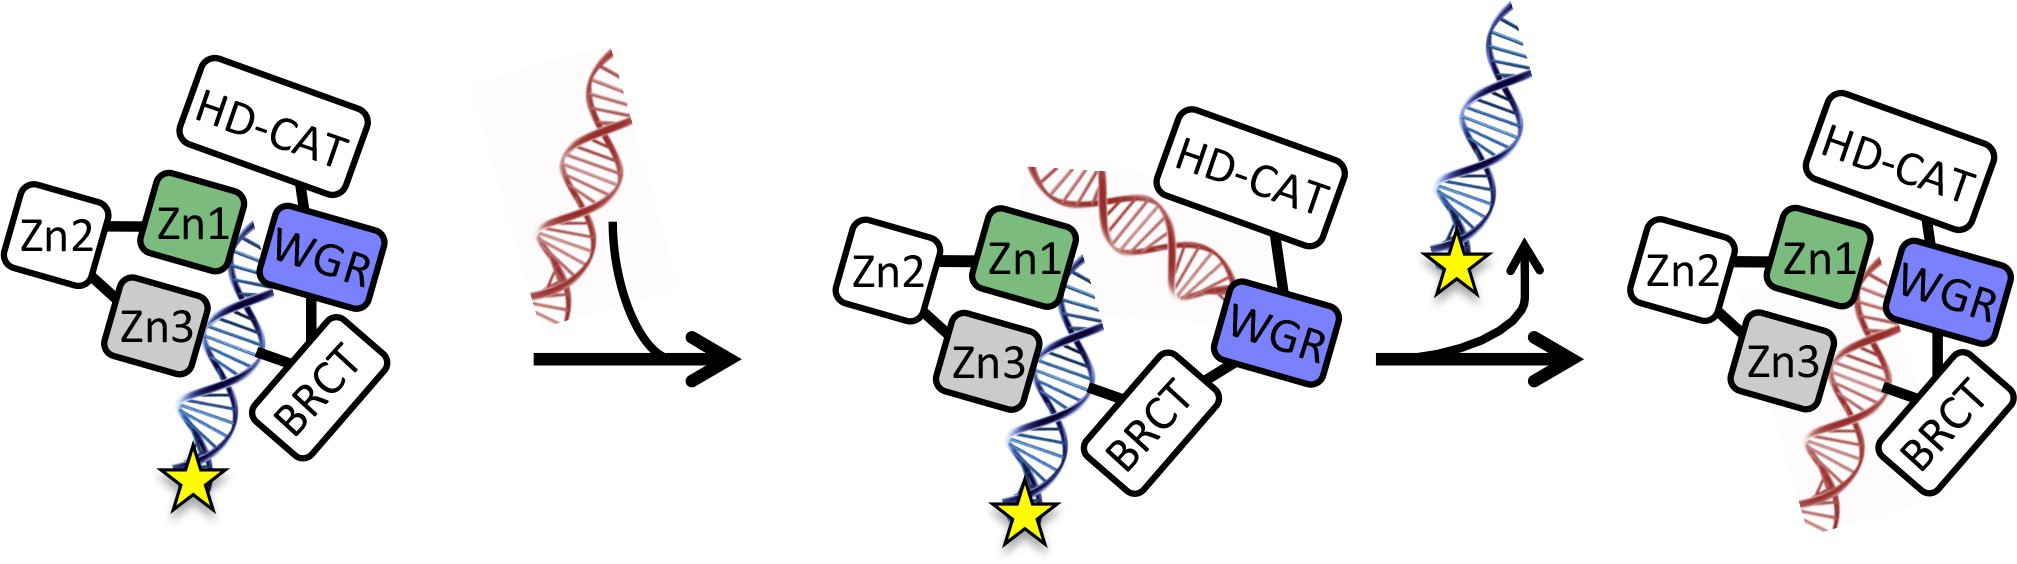 HD-CAT
Zn1
Zn2
WGR
Zn3
BRCT
HD-CAT
Zn1
Zn2
WGR
Zn3
BRCT
HD-CAT
Zn1
Zn2
WGR
Zn3
BRCT